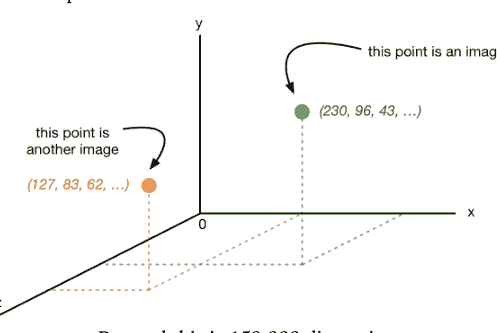 y
this point is an imag
(230, 96, 43, ...)
this point is
another image
(127, 83, 62, ...)
x
0